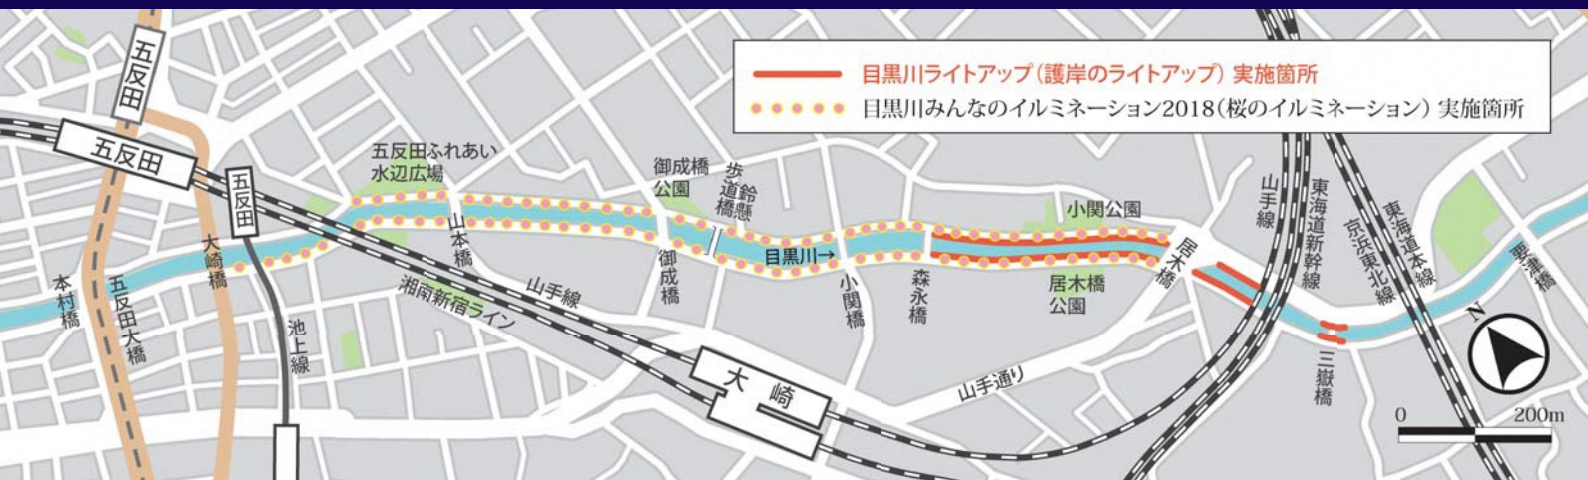 目黒川ライトアップ(護岸のライトアップ) 実施箇所
目黒川みんなのイルミネーション2018(桜のイルミネーション) 実施箇所
五反田
五反田
五反田
五反田ふれあい
水辺広場
御成橋
公園
鈴懸
歩道橋
小関公園
居木橋
山手線
東海道新幹線
京浜東北線
東海道本線
要津橋
本村橋
五反田大橋
大崎橋
池上線
山本橋
湘南新宿ライン
山手線
御成橋
目黒川→
小関橋
森永橋
居木橋
公園
三嶽橋
大崎
山手通り
N
0
200m